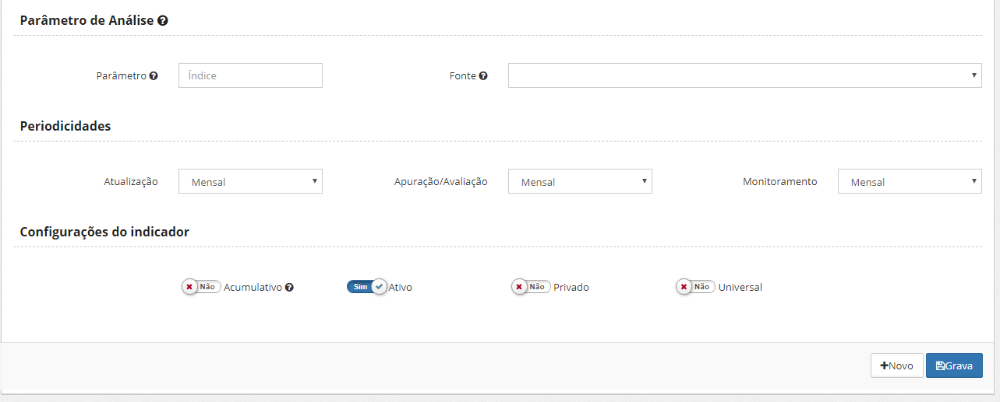 Parâmetro de Análise
Parâmetro Índice Fonte
Periodicidades
Atualização Mensal Apuração/Avaliação Mensal Monitoramento Mensal
Configurações do indicador
Não Acumulativo Sim Ativo Não Privado Não Universal
Novo Grava